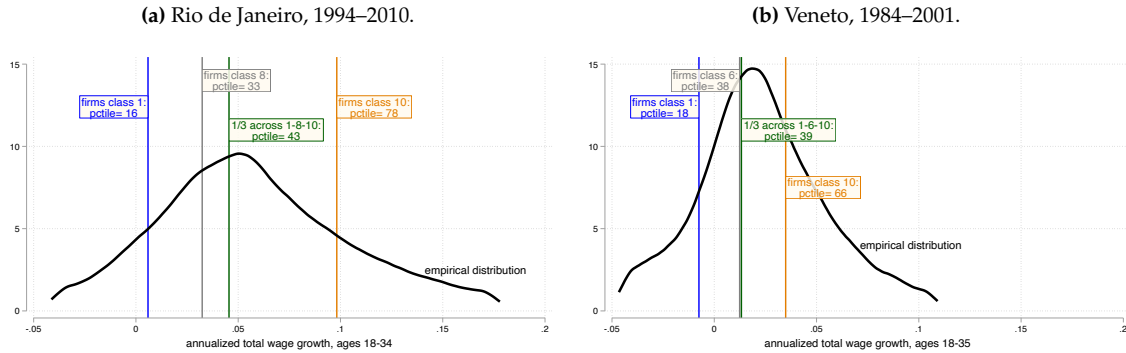 (a) Rio de Janeiro, 1994–2010.
15
10
5
0
firms class 8:
pctile= 33
firms class 1:
pctile= 16
firms class 10:
pctile= 78
1/3 across 1-8-10:
pctile= 43
empirical distribution
-.05
0
.05
.1
.15
.2
annualized total wage growth, ages 18-34
(b) Veneto, 1984–2001.
15
10
5
0
firms class 6:
pctile= 38
firms class 1:
pctile= 18
1/3 across 1-6-10:
pctile= 39
firms class 10:
pctile= 66
empirical distribution
-.05
0
.05
.1
.15
.2
annualized total wage growth, ages 18-35